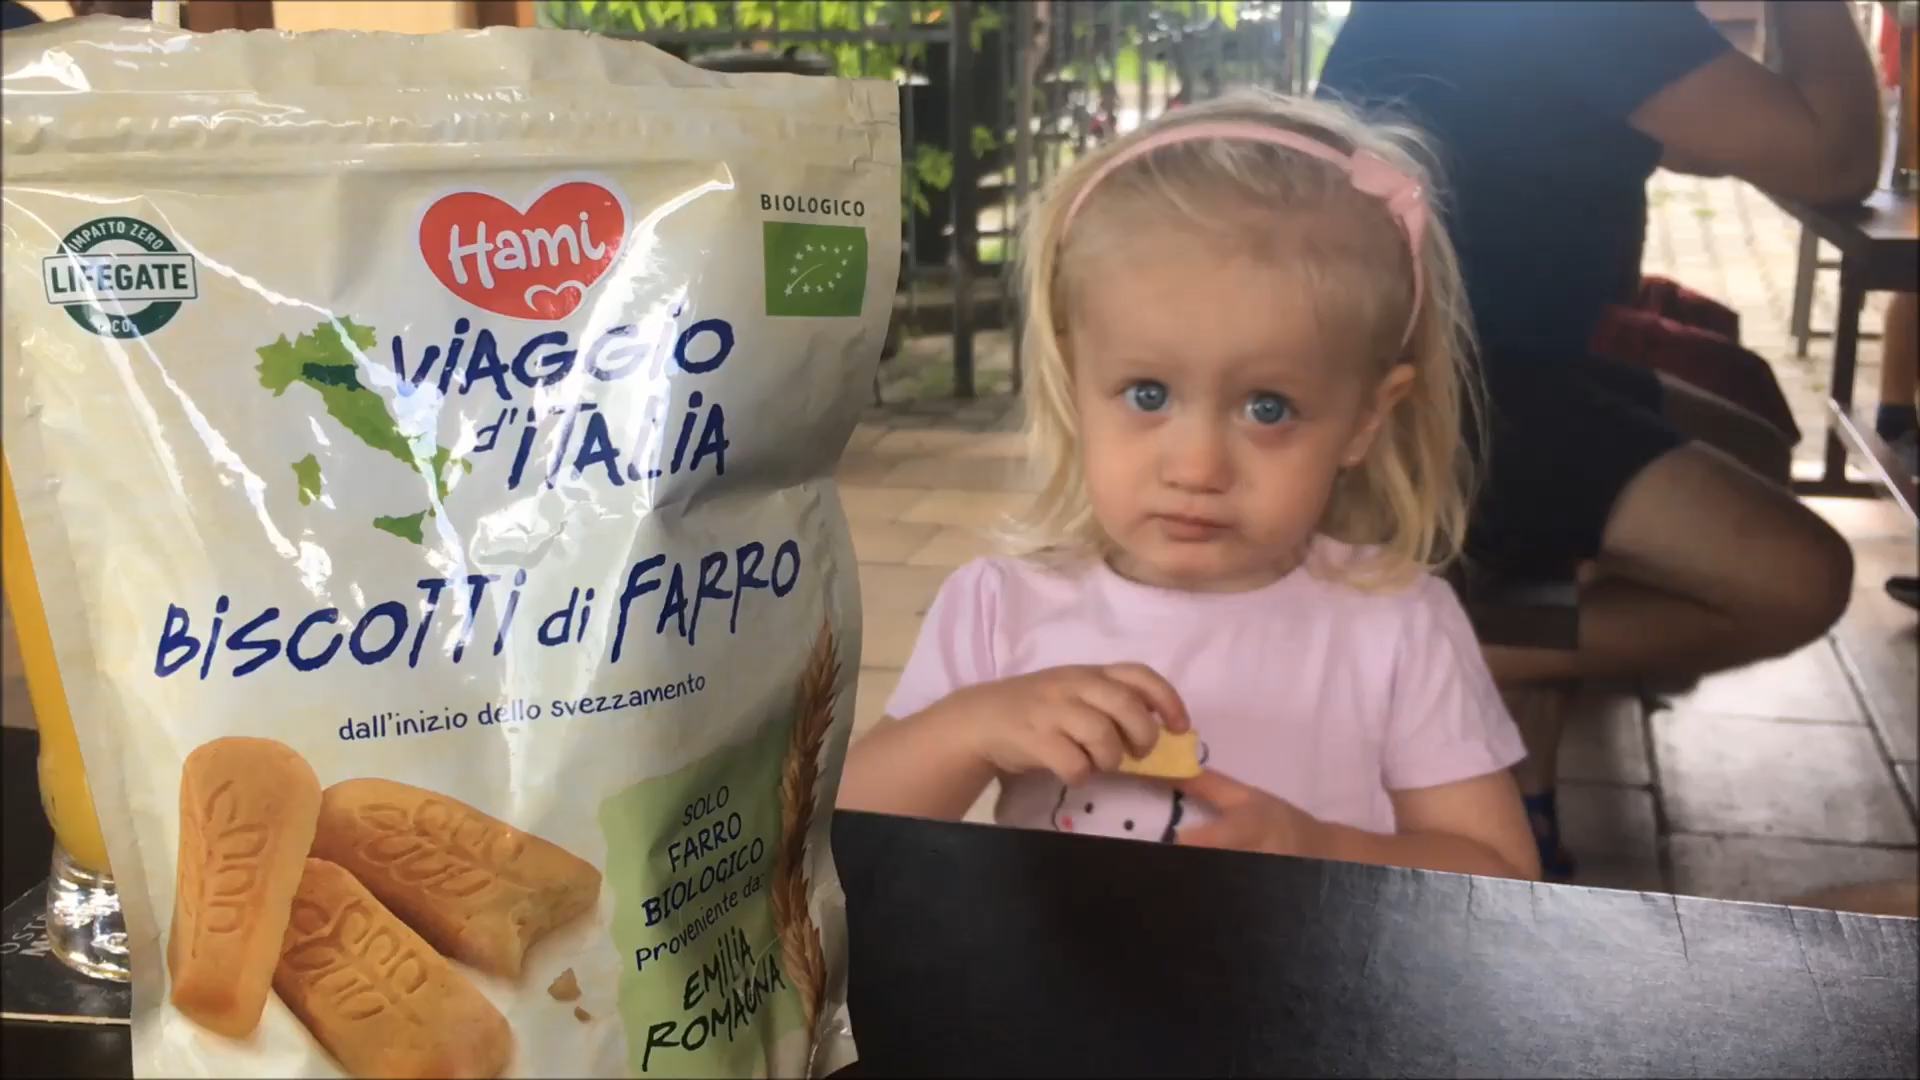 Hami
BIOLOGICO
IMPATTO ZERO
LIFEGATE
CO₂
ViAGGiO
d'iTALiA
BiSCOTTi di FARRO
dall'inizio dello svezzamento
SOLO
FARRO
BIOLOGICO
Proveniente da:
EMILIA
ROMAGNA